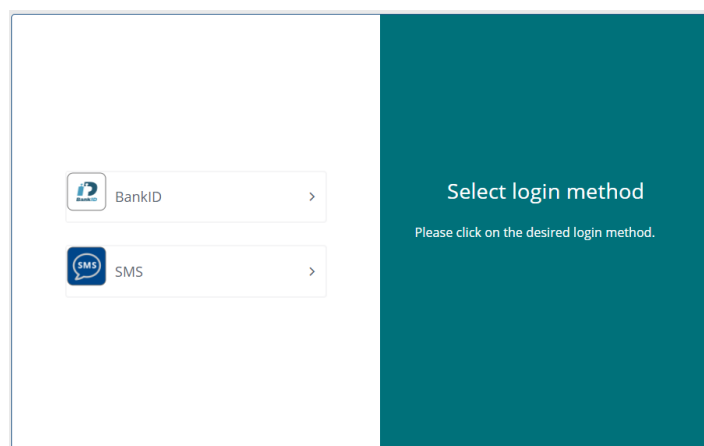 BankID
BankID
SMS
SMS
Select login method
Please click on the desired login method.